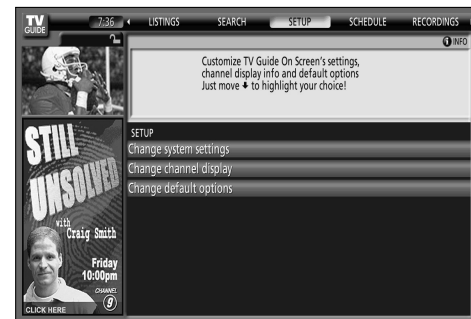 TV
GUIDE
7:36
LISTINGS
SEARCH
SETUP
SCHEDULE
RECORDINGS
INFO
Customize TV Guide On Screen's settings,
channel display info and default options
Just move to highlight your choice!
SETUP
Change system settings
Change channel display
Change default options
STILL
UNSOLVED
with
Craig Smith
Friday
10:00pm
CHANNEL
9
CLICK HERE